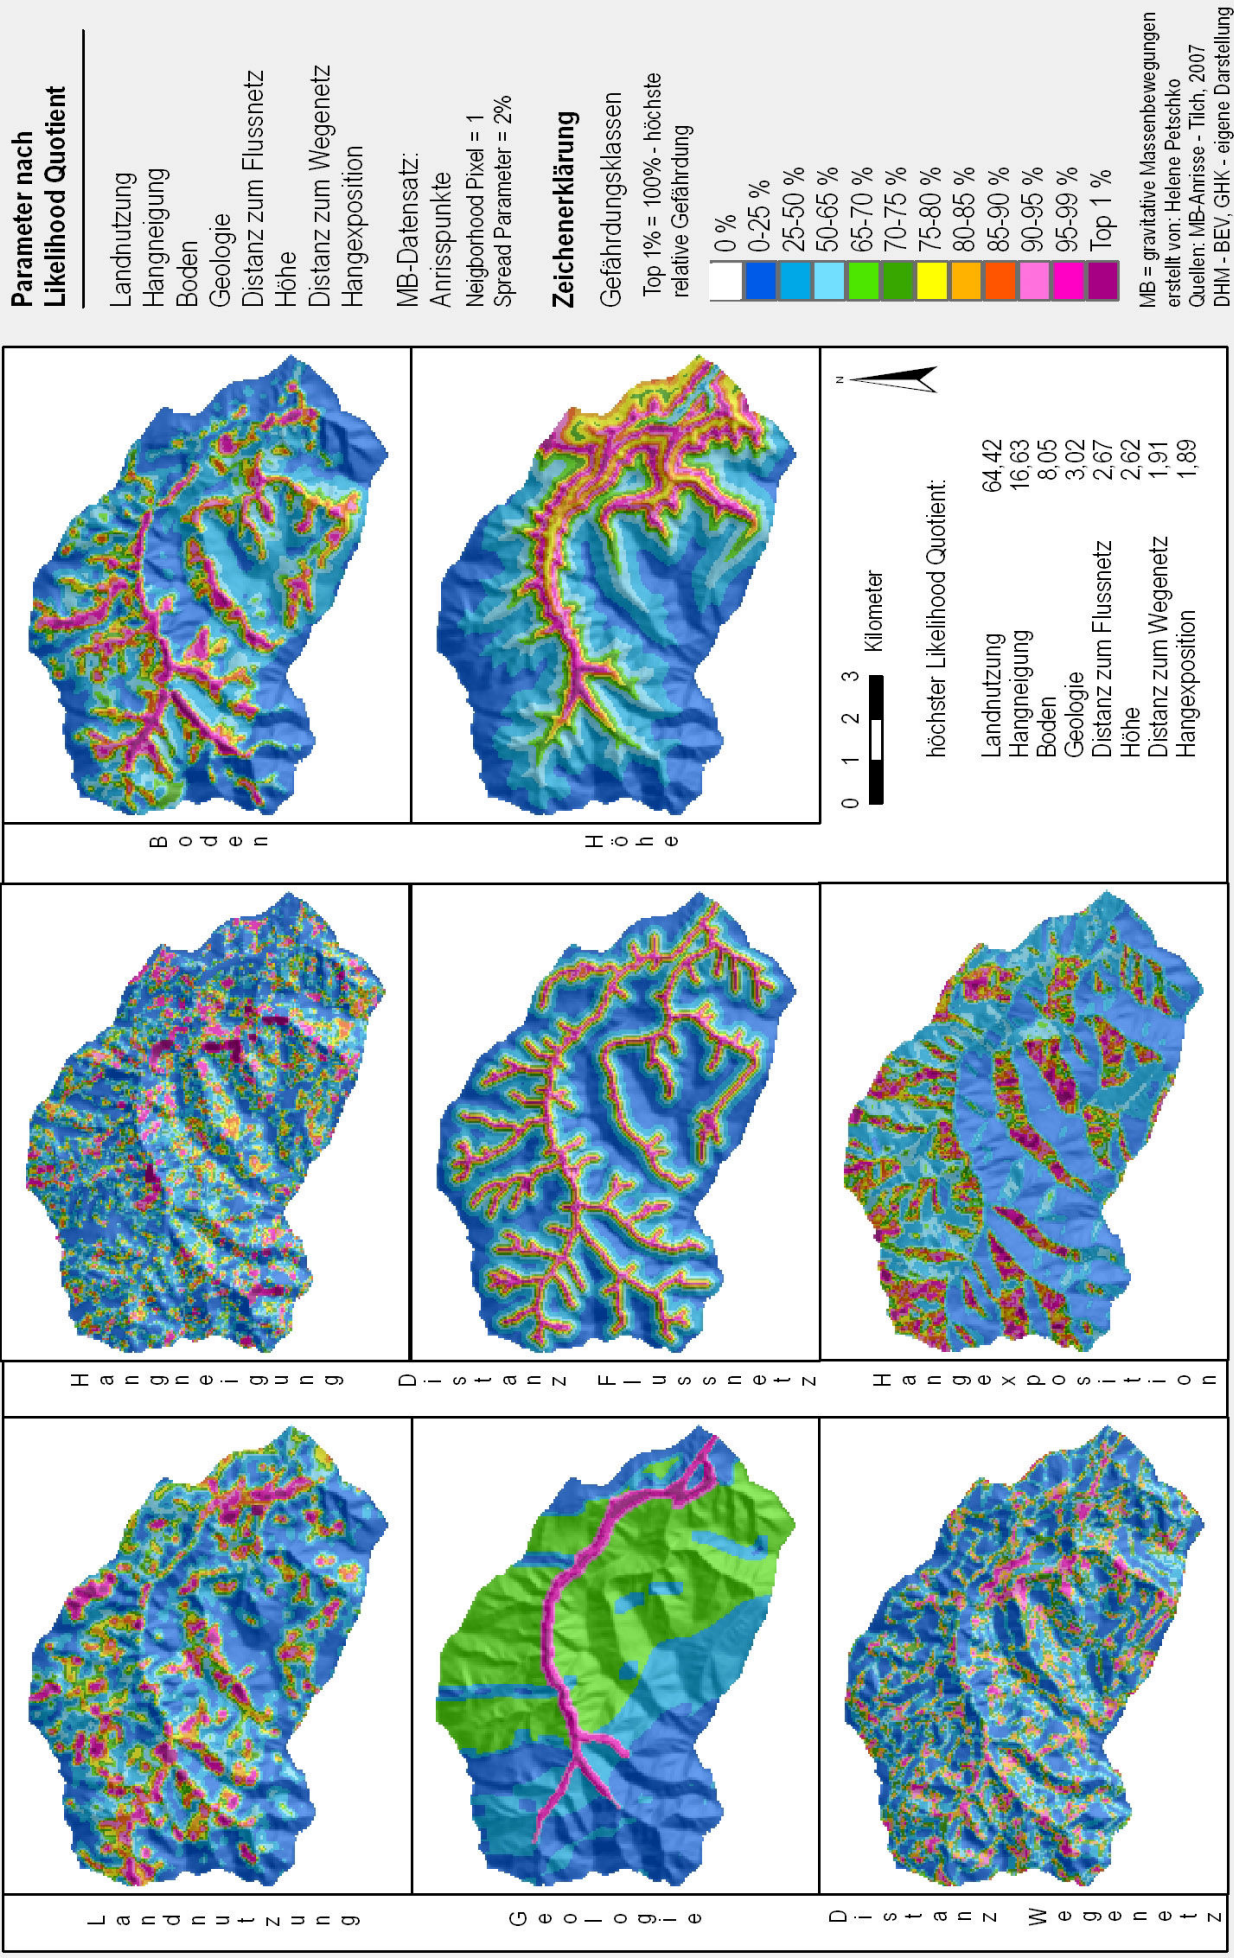 Parameter nach
Likelihood Quotient
Landnutzung
Hangneigung
Boden
Geologie
Distanz zum Flussnetz
Höhe
Distanz zum Wegenetz
Hangexposition
MB-Datensatz:
Anrisspunkte
Neigborhood Pixel = 1
Spread Parameter = 2%
Zeichenerklärung
Gefährdungsklassen
Top 1% = 100% - höchste
relative Gefährdung
0 %
0-25 %
25-50 %
50-65 %
65-70 %
70-75 %
75-80 %
80-85 %
85-90 %
90-95 %
95-99 %
Top 1 %
MB = gravitative Massenbewegungen
erstellt von: Helene Petschko
Quellen: MB-Anrisse - Tilch, 2007
DHM - BEV, GHK - eigene Darstellung
Landnutzung
Hangneigung
Boden
Geologie
Distanz Flussnetz
Höhe
Distanz Wegenetz
Hangexposition
N
0 1 2 3
Kilometer
höchster Likelihood Quotient:
Landnutzung 64,42
Hangneigung 16,63
Boden 8,05
Geologie 3,02
Distanz zum Flussnetz 2,67
Höhe 2,62
Distanz zum Wegenetz 1,91
Hangexposition 1,89